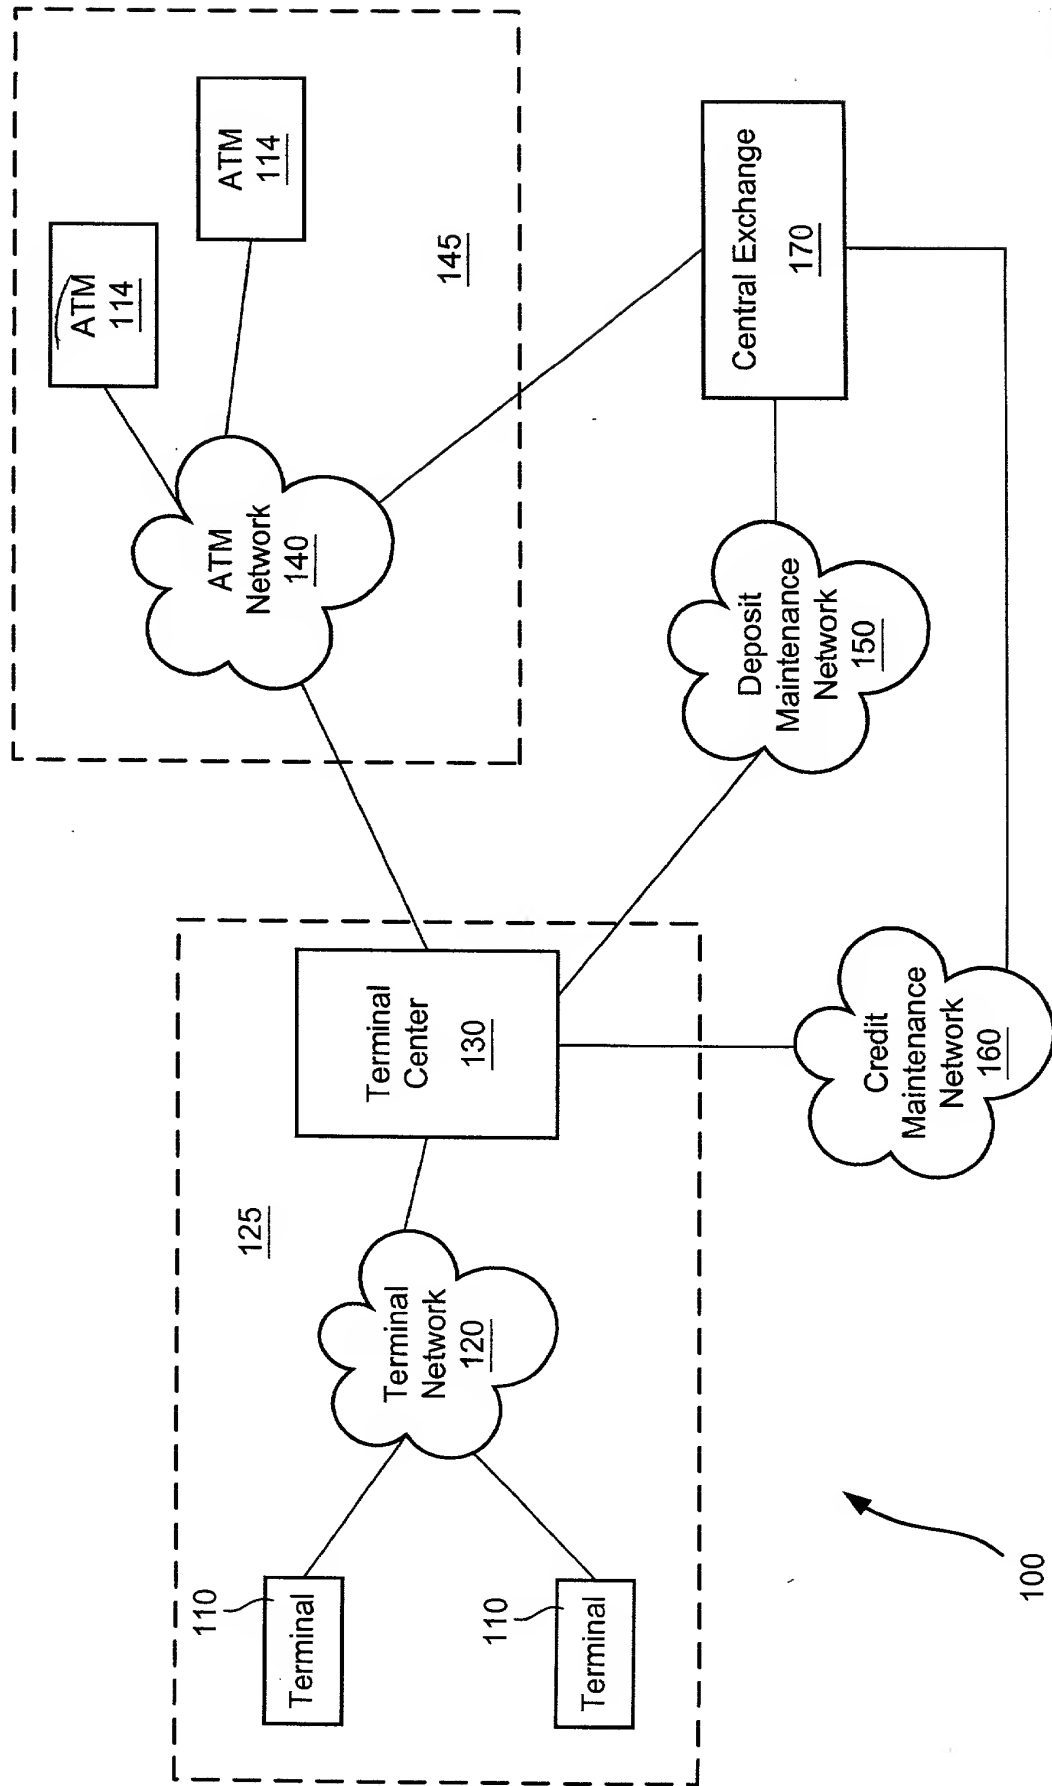 110
Terminal
110
Terminal
Terminal
Network
120
125
Terminal
Center
130
ATM
Network
140
ATM
114
ATM
114
145
Deposit
Maintenance
Network
150
Credit
Maintenance
Network
160
Central Exchange
170
100